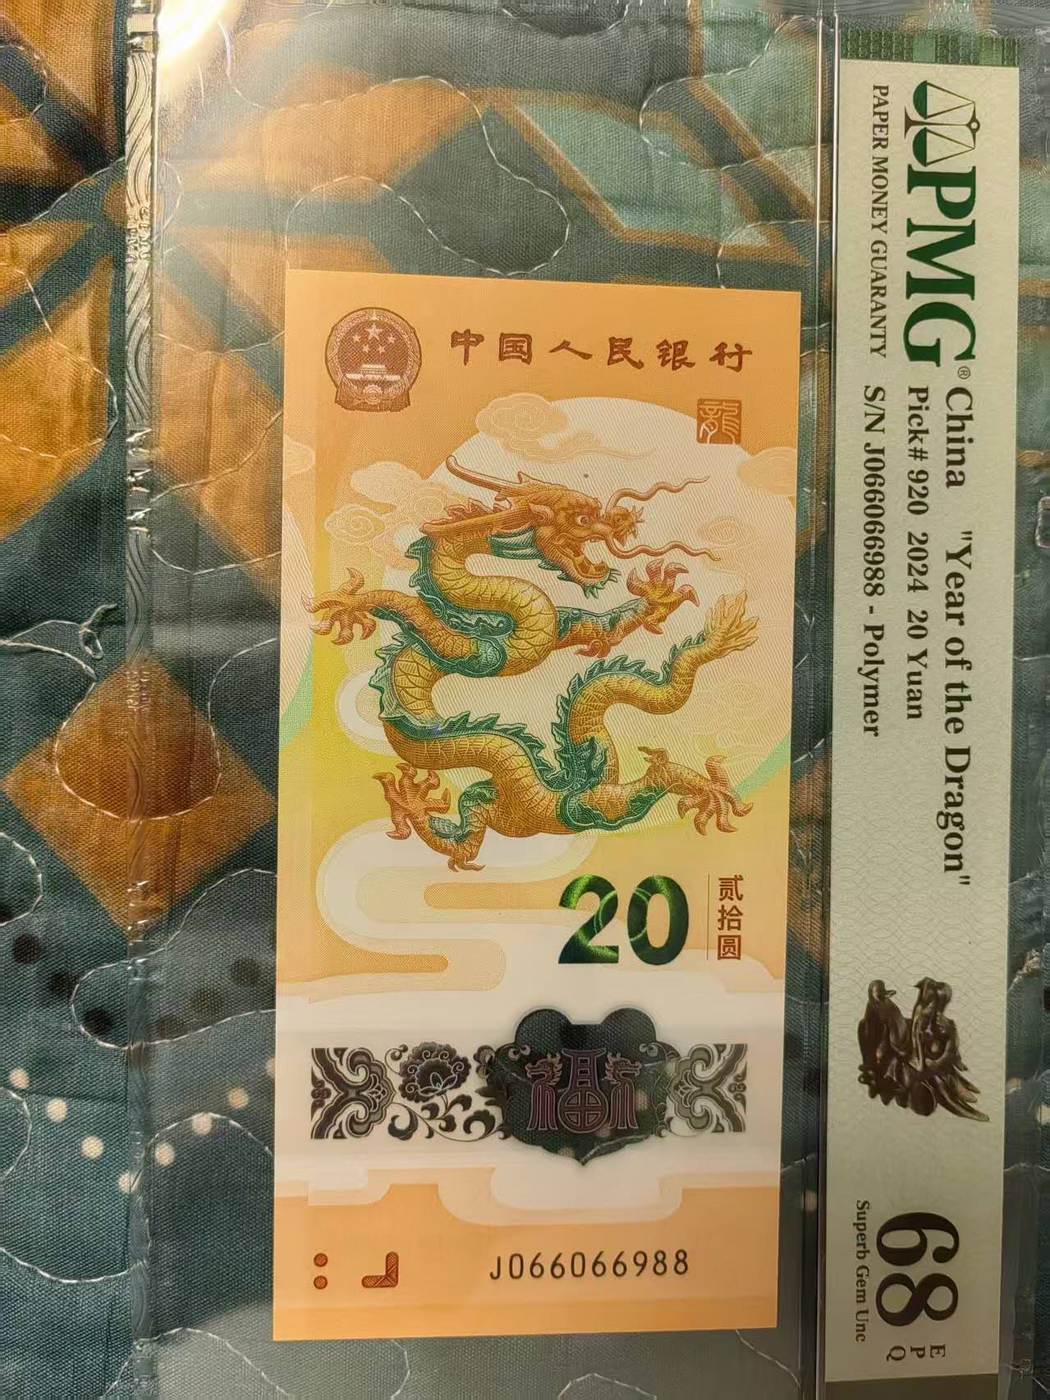 中国人民银行
龍
20
贰拾圆
J066066988
PMG®
PAPER MONEY GUARANTY
China "Year of the Dragon"
Pick# 920 2024 20 Yuan
S/N J066066988 - Polymer
68 EPQ
Superb Gem Unc